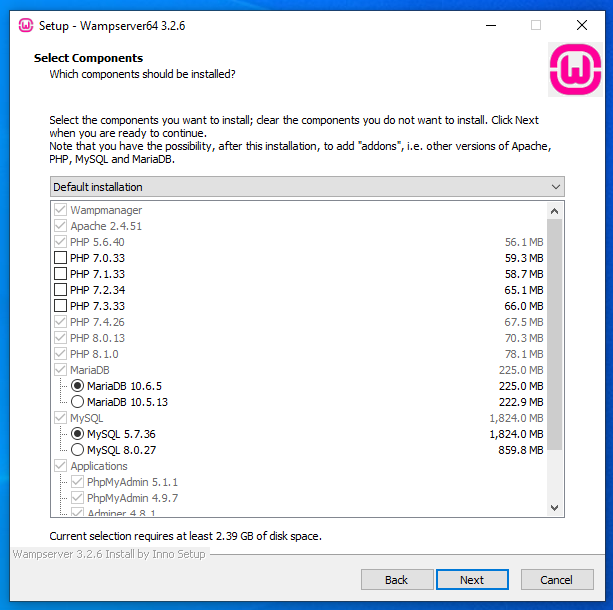 Setup - Wampserver64 3.2.6
Select Components
Which components should be installed?
Select the components you want to install; clear the components you do not want to install. Click Next
when you are ready to continue.
Note that you have the possibility, after this installation, to add "addons", i.e. other versions of Apache,
PHP, MySQL and MariaDB.
Default installation
Wampmanager
Apache 2.4.51
PHP 5.6.40 56.1 MB
PHP 7.0.33 59.3 MB
PHP 7.1.33 58.7 MB
PHP 7.2.34 65.1 MB
PHP 7.3.33 66.0 MB
PHP 7.4.26 67.5 MB
PHP 8.0.13 70.3 MB
PHP 8.1.0 78.1 MB
MariaDB 225.0 MB
MariaDB 10.6.5 225.0 MB
MariaDB 10.5.13 222.9 MB
MySQL 1,824.0 MB
MySQL 5.7.36 1,824.0 MB
MySQL 8.0.27 859.8 MB
Applications
PhpMyAdmin 5.1.1
PhpMyAdmin 4.9.7
Adminer 4.8.1
Current selection requires at least 2.39 GB of disk space.
Wampserver 3.2.6 Install by Inno Setup
Back Next Cancel